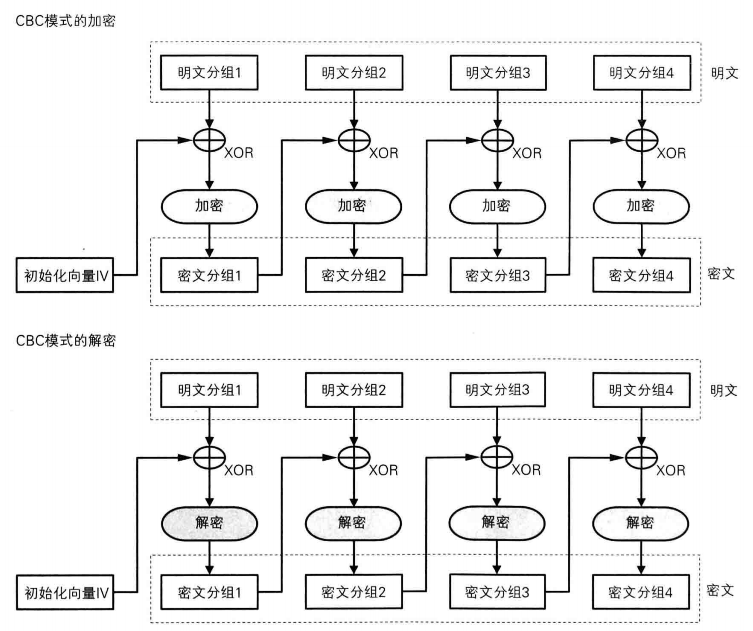 CBC模式的加密
明文分组1 明文分组2 明文分组3 明文分组4 明文
XOR XOR XOR XOR
加密 加密 加密 加密
初始化向量IV 密文分组1 密文分组2 密文分组3 密文分组4 密文
CBC模式的解密
明文分组1 明文分组2 明文分组3 明文分组4 明文
XOR XOR XOR XOR
解密 解密 解密 解密
初始化向量IV 密文分组1 密文分组2 密文分组3 密文分组4 密文